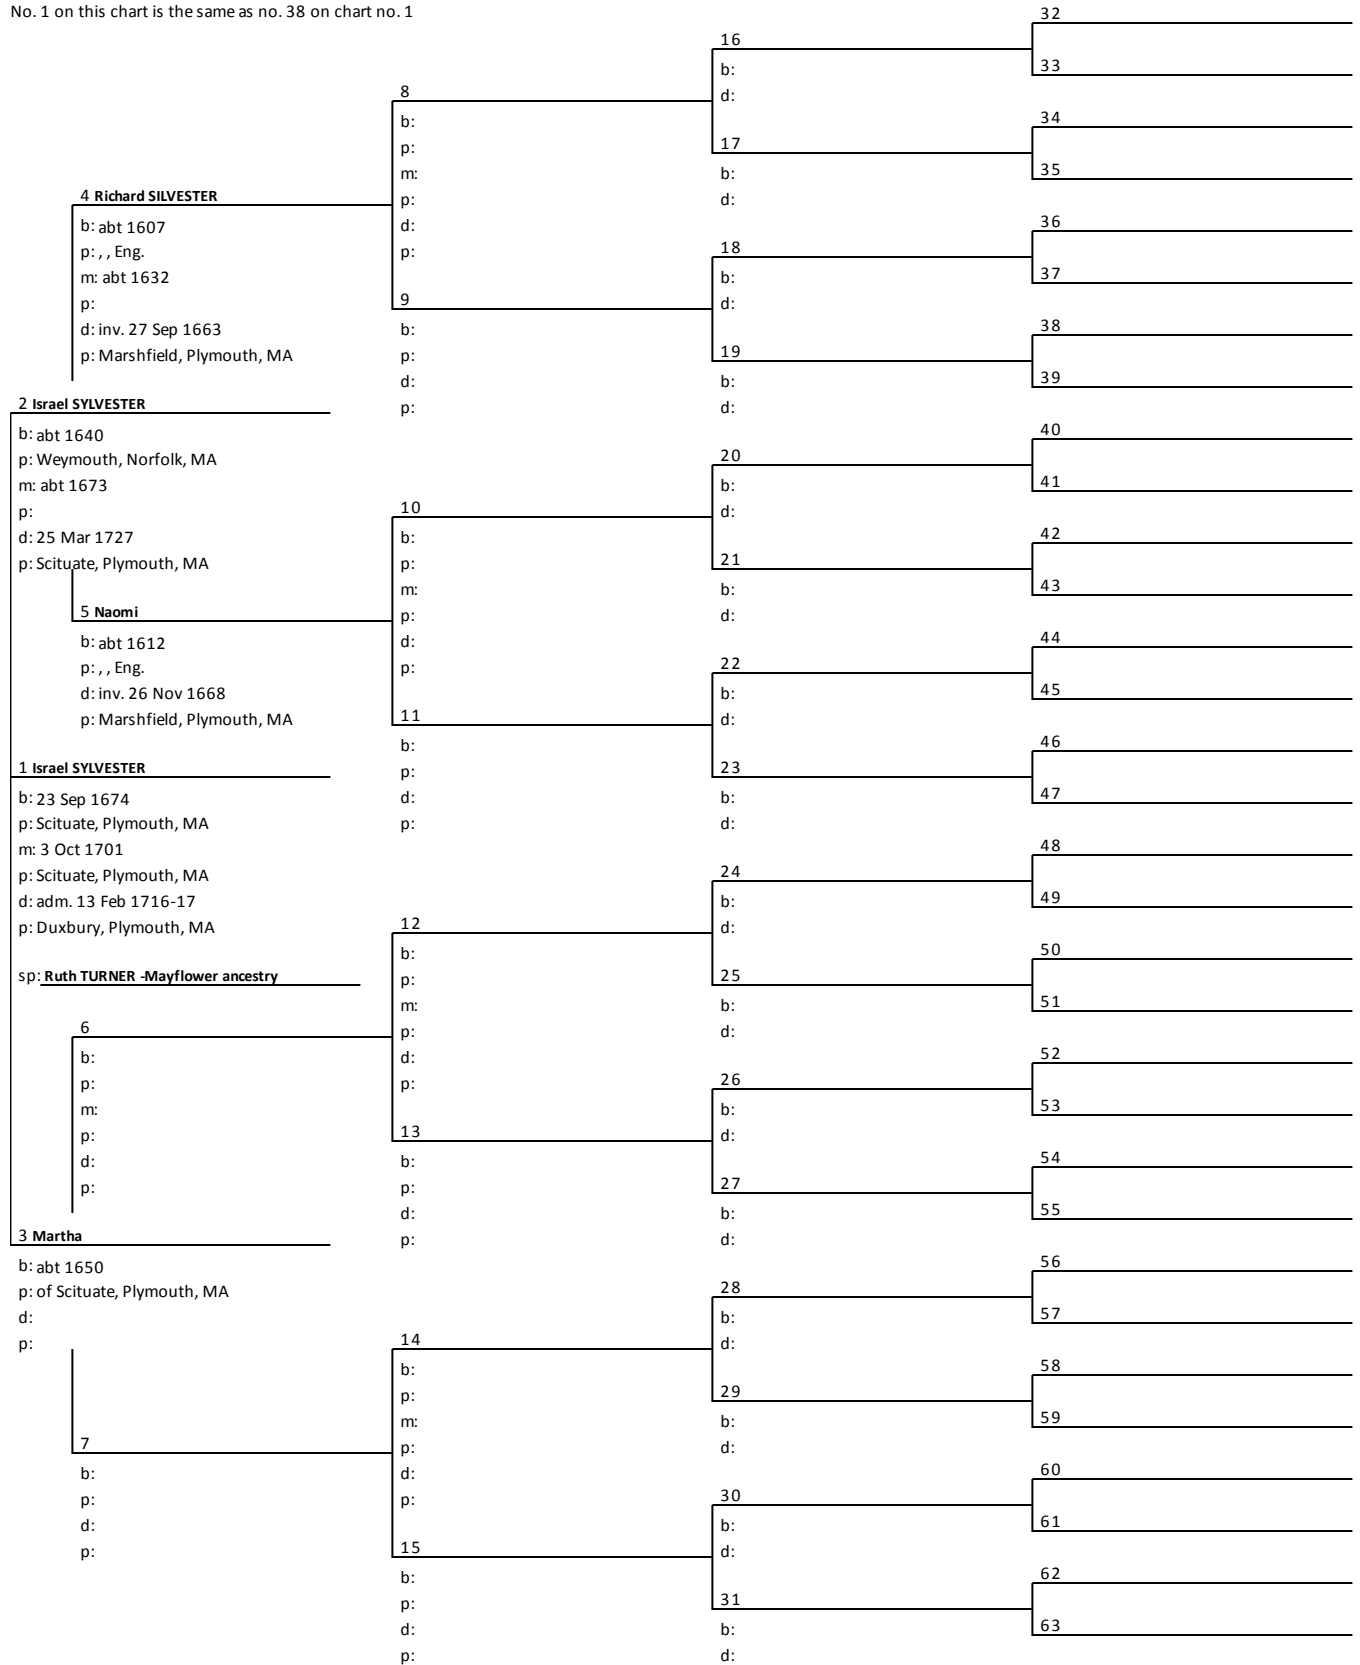 No. 1 on this chart is the same as no. 38 on chart no. 1
4 Richard SILVESTER
b: abt 1607
p: , , Eng.
m: abt 1632
p:
d: inv. 27 Sep 1663
p: Marshfield, Plymouth, MA
2 Israel SYLVESTER
b: abt 1640
p: Weymouth, Norfolk, MA
m: abt 1673
p:
d: 25 Mar 1727
p: Scituate, Plymouth, MA
5 Naomi
b: abt 1612
p: , , Eng.
d: inv. 26 Nov 1668
p: Marshfield, Plymouth, MA
1 Israel SYLVESTER
b: 23 Sep 1674
p: Scituate, Plymouth, MA
m: 3 Oct 1701
p: Scituate, Plymouth, MA
d: adm. 13 Feb 1716-17
p: Duxbury, Plymouth, MA
sp: Ruth TURNER -Mayflower ancestry
6
b:
p:
m:
p:
d:
p:
3 Martha
b: abt 1650
p: of Scituate, Plymouth, MA
d:
p:
7
b:
p:
d:
p:
8
b:
p:
m:
p:
d:
p:
9
b:
p:
d:
p:
10
b:
p:
m:
p:
d:
p:
11
b:
p:
d:
p:
12
b:
p:
m:
p:
d:
p:
13
b:
p:
d:
p:
14
b:
p:
m:
p:
d:
p:
15
b:
p:
d:
p:
16
b:
d:
17
b:
d:
18
b:
d:
19
b:
d:
20
b:
d:
21
b:
d:
22
b:
d:
23
b:
d:
24
b:
d:
25
b:
d:
26
b:
d:
27
b:
d:
28
b:
d:
29
b:
d:
30
b:
d:
31
b:
d:
32
33
34
35
36
37
38
39
40
41
42
43
44
45
46
47
48
49
50
51
52
53
54
55
56
57
58
59
60
61
62
63